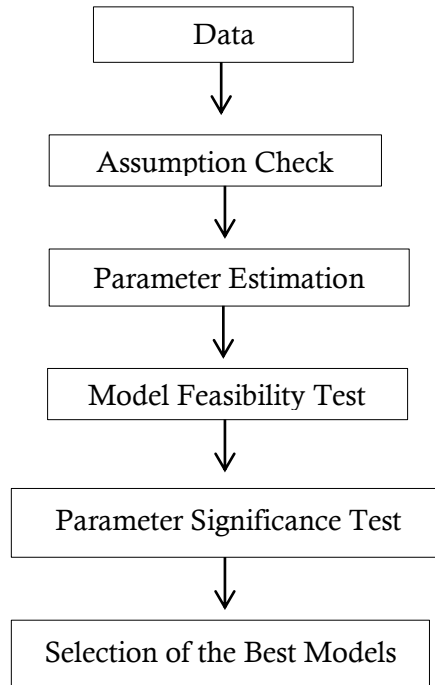 Data
Assumption Check
Parameter Estimation
Model Feasibility Test
Parameter Significance Test
Selection of the Best Models